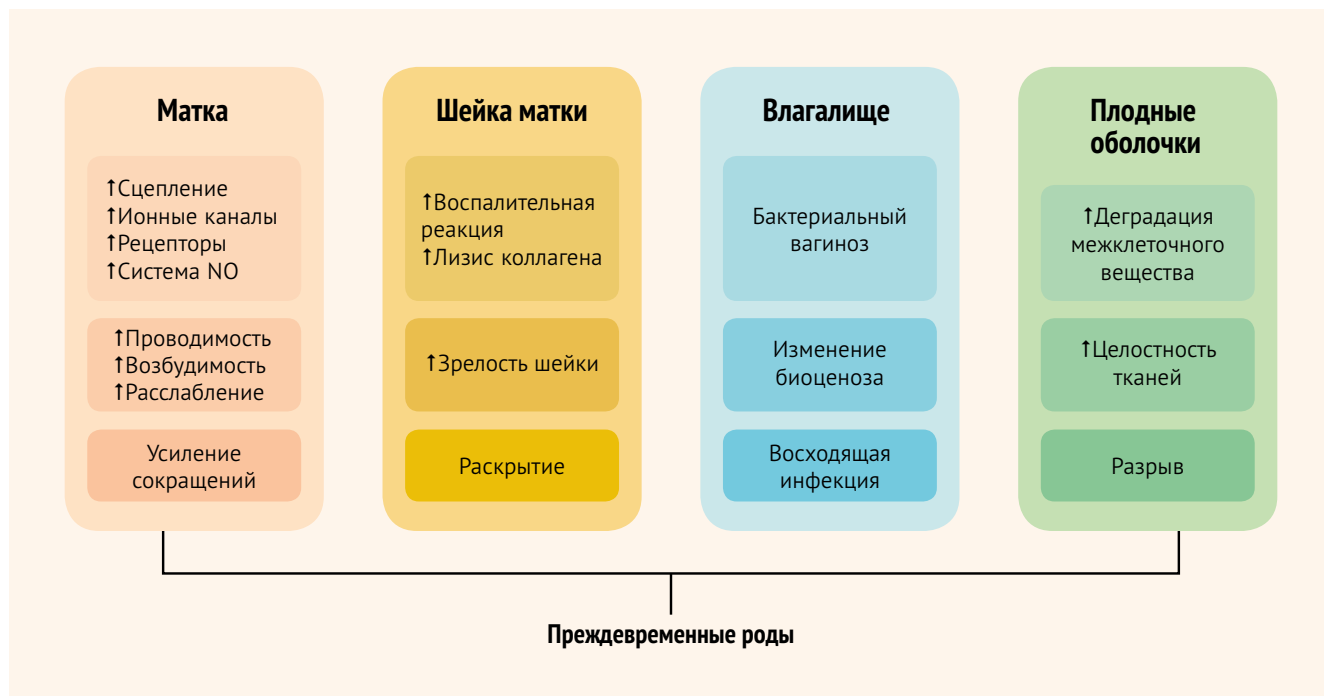 Матка
↑Сцепление
↑Ионные каналы
↑Рецепторы
↑Система NO
↑Проводимость
↑Возбудимость
↑Расслабление
Усиление
сокращений
Шейка матки
↑Воспалительная
реакция
↑Лизис коллагена
↑Зрелость шейки
Раскрытие
Влагалище
Бактериальный
вагиноз
Изменение
биоценоза
Восходящая
инфекция
Плодные
оболочки
↑Деградация
межклеточного
вещества
↑Целостность
тканей
Разрыв
Преждевременные роды